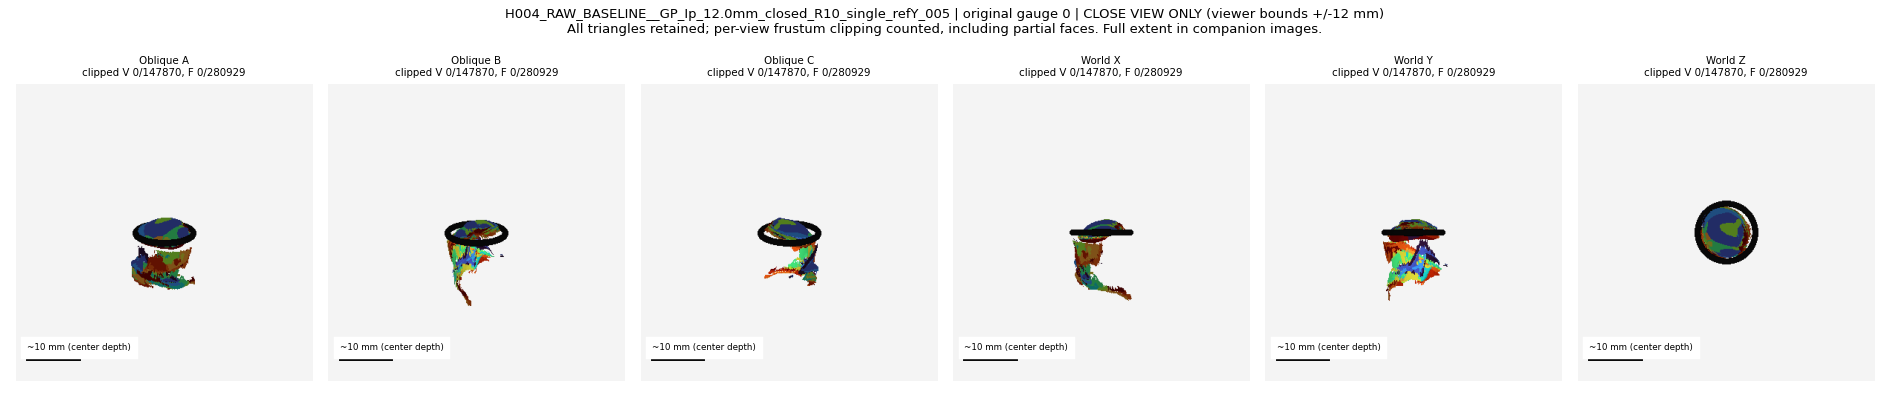 H004_RAW_BASELINE__GP_Ip_12.0mm_closed_R10_single_refY_005 | original gauge 0 | CLOSE VIEW ONLY (viewer bounds +/-12 mm)
All triangles retained; per-view frustum clipping counted, including partial faces. Full extent in companion images.
Oblique A
clipped V 0/147870, F 0/280929
Oblique B
clipped V 0/147870, F 0/280929
Oblique C
clipped V 0/147870, F 0/280929
World X
clipped V 0/147870, F 0/280929
World Y
clipped V 0/147870, F 0/280929
World Z
clipped V 0/147870, F 0/280929
~10 mm (center depth)
~10 mm (center depth)
~10 mm (center depth)
~10 mm (center depth)
~10 mm (center depth)
~10 mm (center depth)